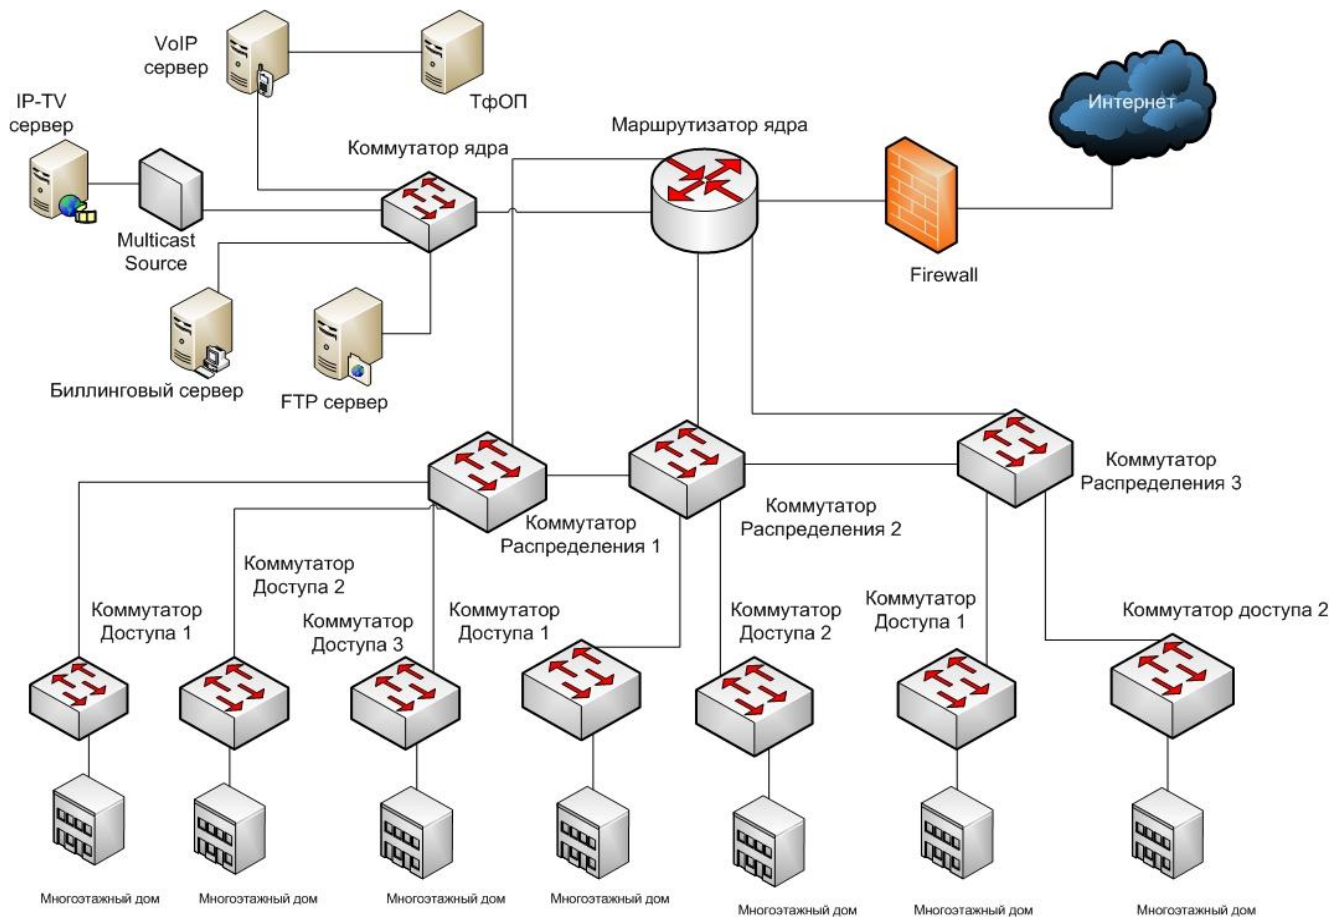 VoIP
сервер
ТфОП
IP-TV
сервер
Интернет
Маршрутизатор ядра
Коммутатор ядра
Multicast
Source
Firewall
Биллинговый сервер
FTP сервер
Коммутатор
Распределения 3
Коммутатор
Распределения 2
Коммутатор
Распределения 1
Коммутатор
Доступа 2
Коммутатор
Доступа 1
Коммутатор
Доступа 3
Коммутатор
Доступа 1
Коммутатор
Доступа 2
Коммутатор
Доступа 1
Коммутатор доступа 2
Многоэтажный дом
Многоэтажный дом
Многоэтажный дом
Многоэтажный дом
Многоэтажный дом
Многоэтажный дом
Многоэтажный дом